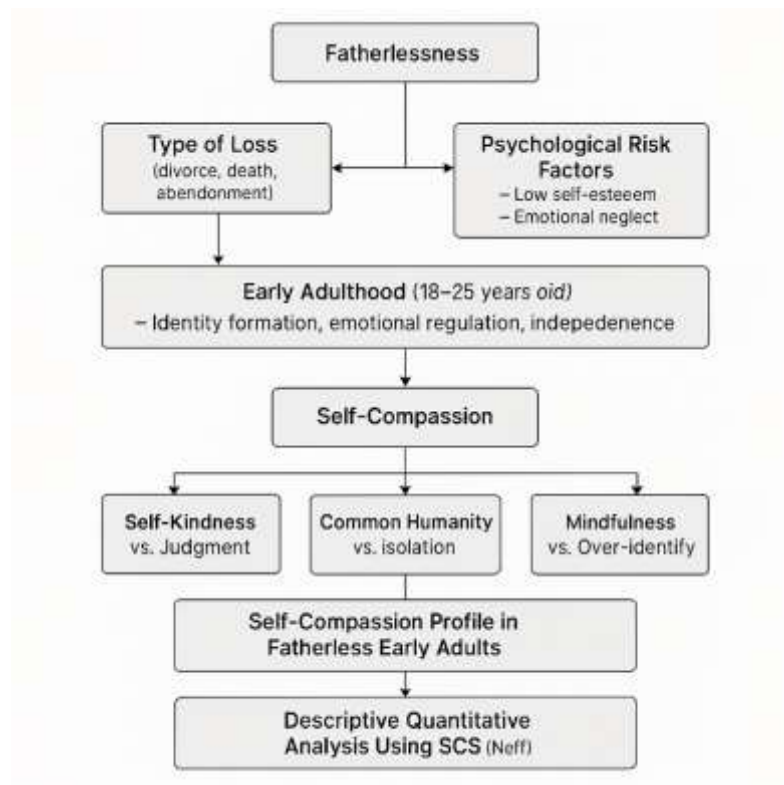 Fatherlessness
Type of Loss
(divorce, death,
abendonment)
Psychological Risk
Factors
– Low self-esteeem
– Emotional neglect
Early Adulthood (18–25 years oid)
– Identity formation, emotional regulation, indepedenence
Self-Compassion
Self-Kindness
vs. Judgment
Common Humanity
vs. isolation
Mindfulness
vs. Over-identify
Self-Compassion Profile in
Fatherless Early Adults
Descriptive Quantitative
Analysis Using SCS (Neff)